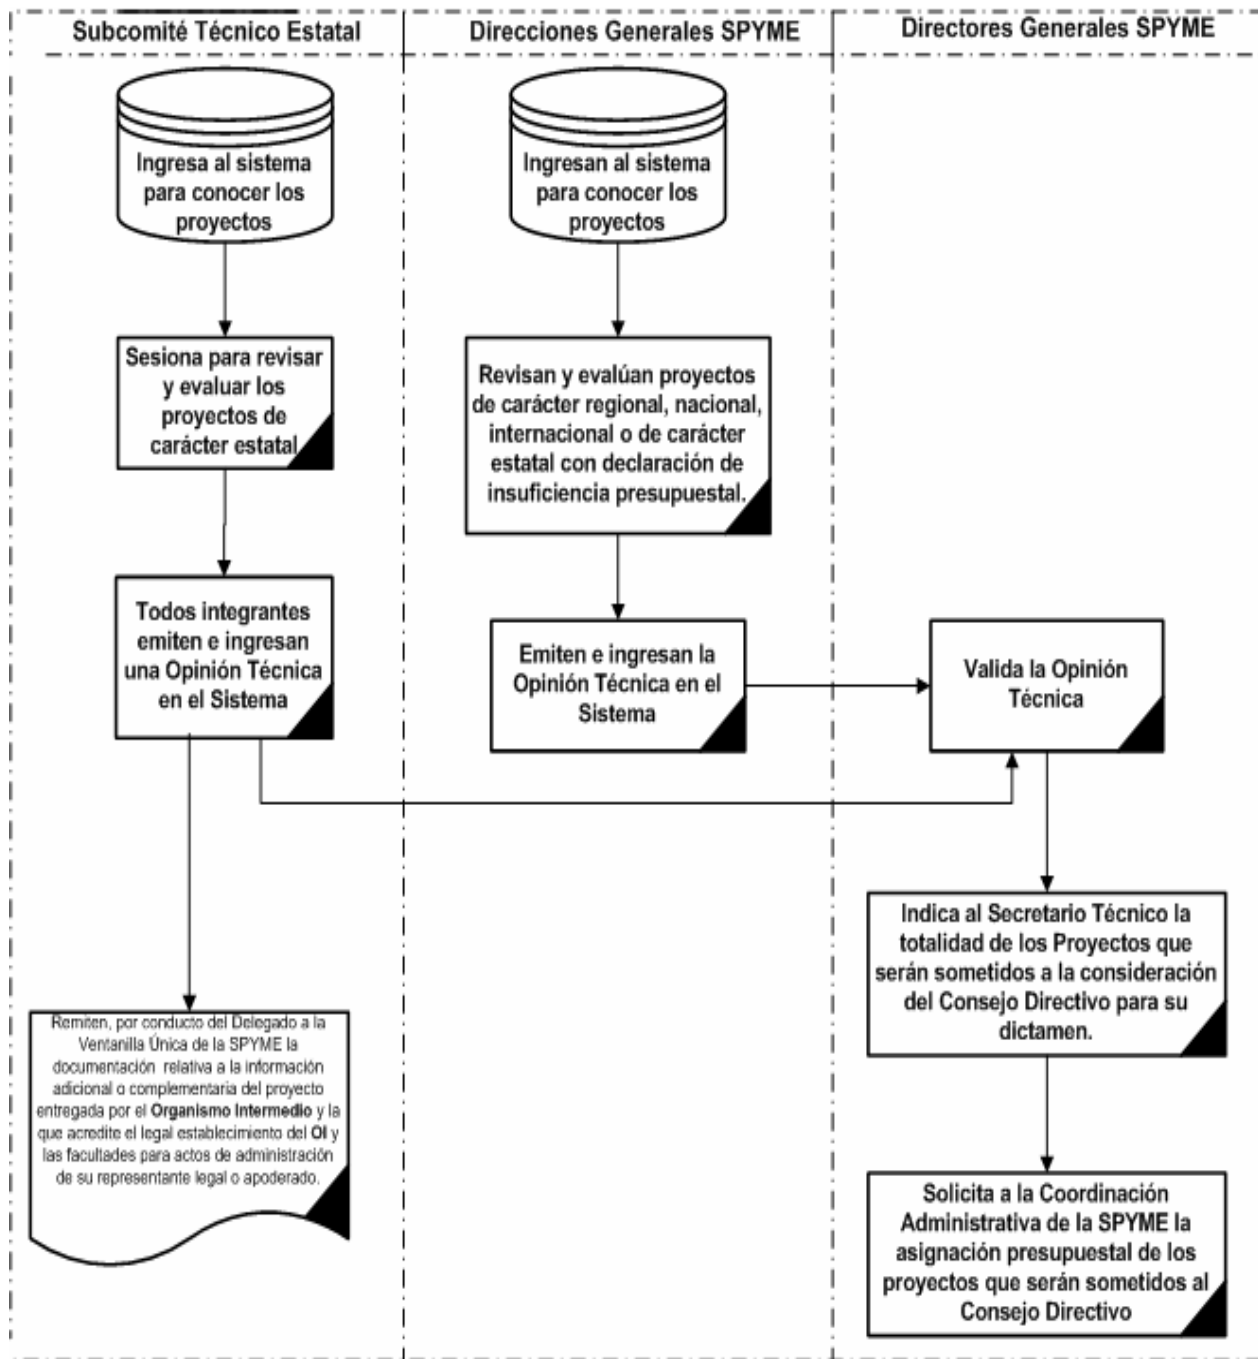 Subcomité Técnico Estatal
Direcciones Generales SPYME
Directores Generales SPYME
Ingresa al sistema
para conocer los
proyectos
Ingresan al sistema
para conocer los
proyectos
Sesiona para revisar
y evaluar los
proyectos de
carácter estatal
Revisan y evalúan proyectos
de carácter regional, nacional,
internacional o de carácter
estatal con declaración de
insuficiencia presupuestal.
Todos integrantes
emiten e ingresan
una Opinión Técnica
en el Sistema
Emiten e ingresan la
Opinión Técnica en el
Sistema
Valida la Opinión
Técnica
Indica al Secretario Técnico la
totalidad de los Proyectos que
serán sometidos a la consideración
del Consejo Directivo para su
dictamen.
Remiten, por conducto del Delegado a la
Ventanilla Única de la SPYME la
documentación relativa a la información
adicional o complementaria del proyecto
entregada por el Organismo Intermedio y la
que acredite el legal establecimiento del OI y
las facultades para actos de administración
de su representante legal o apoderado.
Solicita a la Coordinación
Administrativa de la SPYME la
asignación presupuestal de los
proyectos que serán sometidos al
Consejo Directivo